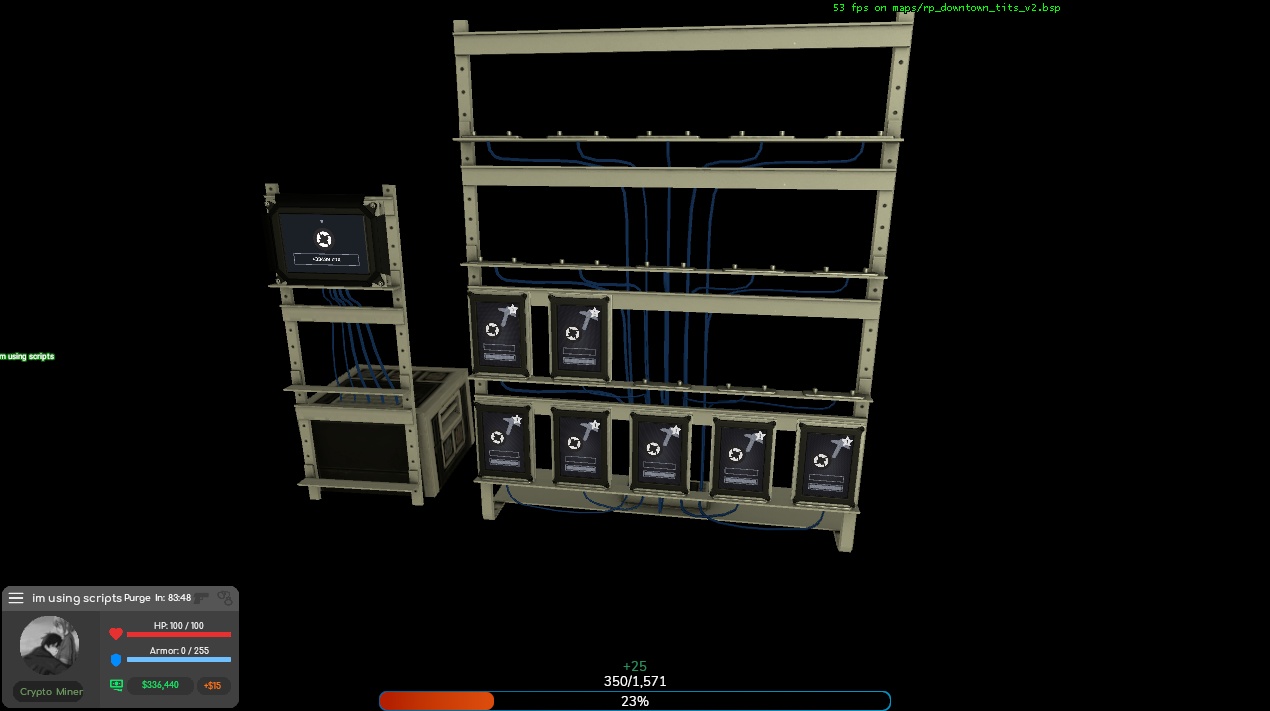 53 fps on maps/rp_downtown_tits_v2.bsp
im using scripts
im using scripts Purge In: 83:48
HP: 100 / 100
Armor: 0 / 255
$336,440 +$15
Crypto Miner
+25
350/1,571
23%